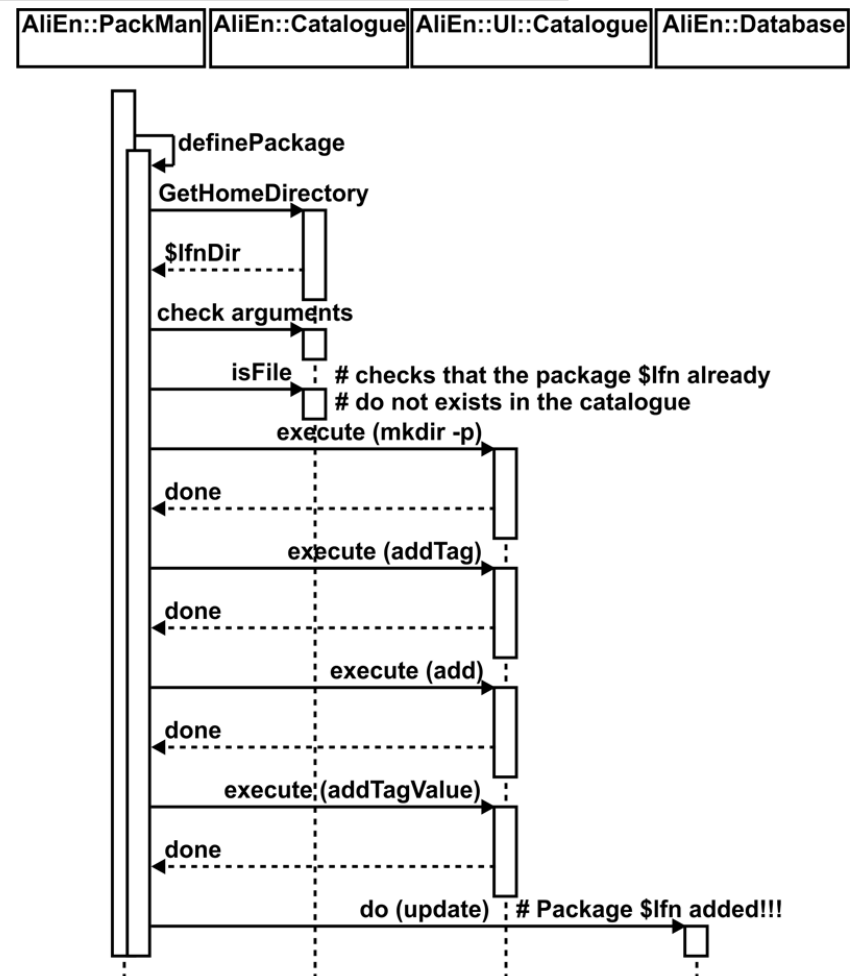 AliEn::PackMan
AliEn::Catalogue
AliEn::UI::Catalogue
AliEn::Database
definePackage
GetHomeDirectory
$lfnDir
check arguments
isFile
# checks that the package $lfn already
# do not exists in the catalogue
execute (mkdir -p)
done
execute (addTag)
done
execute (add)
done
execute (addTagValue)
done
do (update)
# Package $lfn added!!!